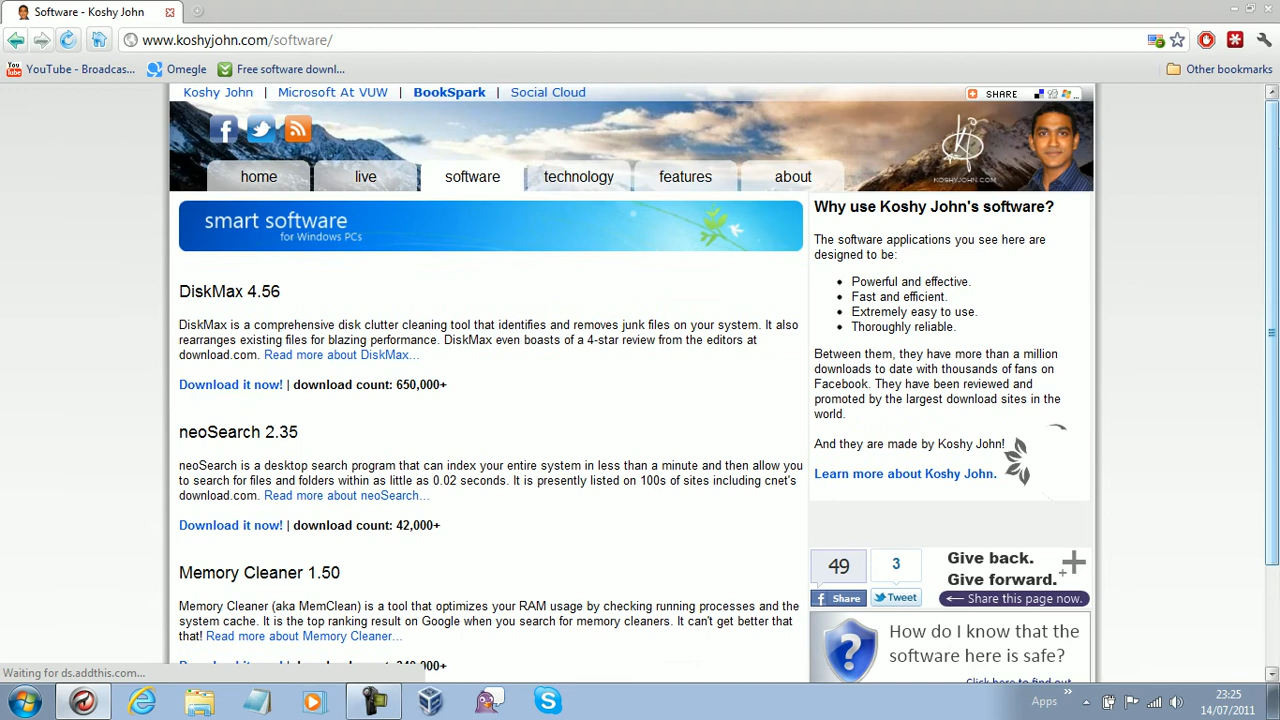 Software - Koshy John
www.koshyjohn.com/software/
YouTube - Broadcas...
Omegle
Free software downl...
Other bookmarks
Koshy John | Microsoft At VUW | BookSpark | Social Cloud
SHARE
KOSHYJOHN.COM
home
live
software
technology
features
about
smart software
for Windows PCs
DiskMax 4.56
DiskMax is a comprehensive disk clutter cleaning tool that identifies and removes junk files on your system. It also
rearranges existing files for blazing performance. DiskMax even boasts of a 4-star review from the editors at
download.com. Read more about DiskMax...
Download it now! | download count: 650,000+
neoSearch 2.35
neoSearch is a desktop search program that can index your entire system in less than a minute and then allow you
to search for files and folders within as little as 0.02 seconds. It is presently listed on 100s of sites including cnet's
download.com. Read more about neoSearch...
Download it now! | download count: 42,000+
Memory Cleaner 1.50
Memory Cleaner (aka MemClean) is a tool that optimizes your RAM usage by checking running processes and the
system cache. It is the top ranking result on Google when you search for memory cleaners. It can't get better that
that! Read more about Memory Cleaner...
Why use Koshy John's software?
The software applications you see here are
designed to be:
Powerful and effective.
Fast and efficient.
Extremely easy to use.
Thoroughly reliable.
Between them, they have more than a million
downloads to date with thousands of fans on
Facebook. They have been reviewed and
promoted by the largest download sites in the
world.
And they are made by Koshy John!
Learn more about Koshy John.
49
Share
3
Tweet
Give back.
Give forward.
Share this page now.
How do I know that the
software here is safe?
Click here to find out
Waiting for ds.addthis.com...
Apps
23:25
14/07/2011